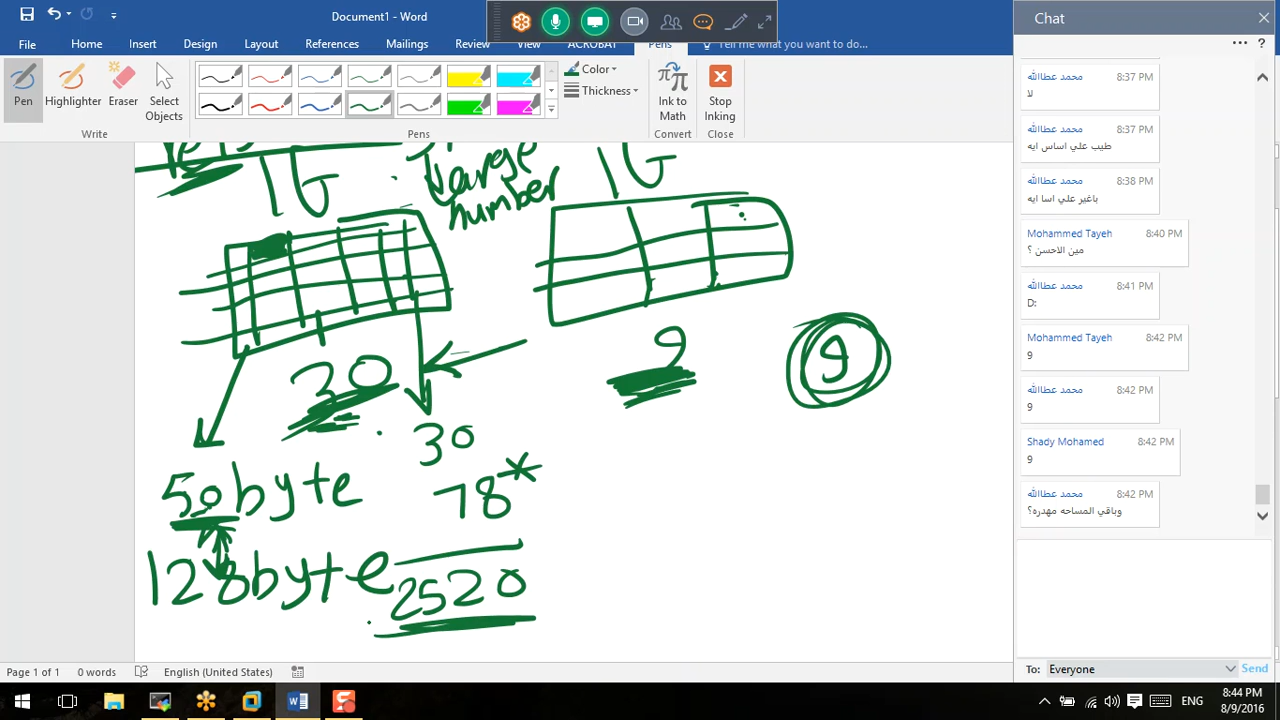 Document1 - Word
File Home Insert Design Layout References Mailings Review View ACROBAT Pens Tell me what you want to do...
Pen Highlighter Eraser Select Objects
Color
Thickness
Ink to Math
Stop Inking
Write Pens Convert Close
1G large number 1G
30 9 9
50byte 30
78*
128byte 2520
Page 1 of 1 0 words English (United States)
Chat
محمد عطاالله 8:37 PM
لا
محمد عطاالله 8:37 PM
طيب علي اساس ايه
محمد عطاالله 8:38 PM
باغير علي اسا ايه
Mohammed Tayeh 8:40 PM
مين الاحسن ؟
محمد عطاالله 8:41 PM
D:
Mohammed Tayeh 8:42 PM
9
محمد عطاالله 8:42 PM
9
Shady Mohamed 8:42 PM
9
محمد عطاالله 8:42 PM
وباقي المساحه مهدره؟
To: Everyone Send
ENG 8:44 PM
8/9/2016